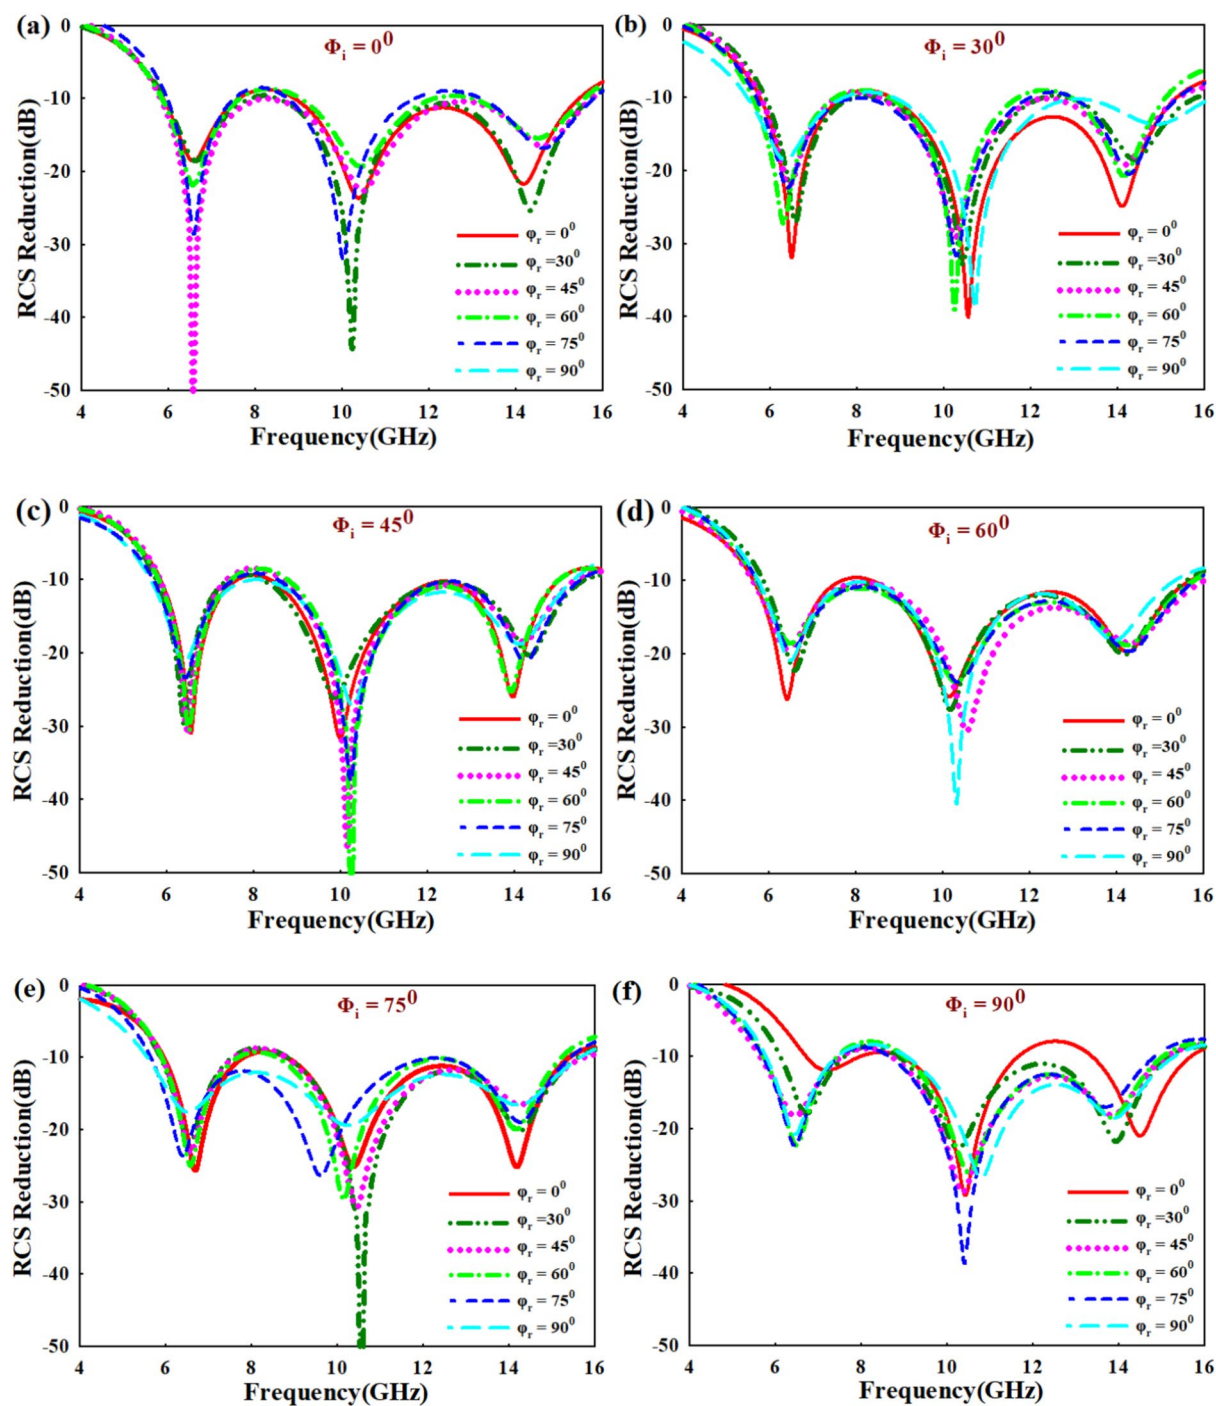 (a)
Φi = 0⁰
0
-10
-20
-30
-40
-50
RCS Reduction(dB)
φr = 0⁰
φr =30⁰
φr = 45⁰
φr = 60⁰
φr = 75⁰
φr = 90⁰
4 6 8 10 12 14 16
Frequency(GHz)
(b)
Φi = 30⁰
0
-10
-20
-30
-40
-50
RCS Reduction(dB)
φr = 0⁰
φr =30⁰
φr = 45⁰
φr = 60⁰
φr = 75⁰
φr = 90⁰
4 6 8 10 12 14 16
Frequency(GHz)
(c)
Φi = 45⁰
0
-10
-20
-30
-40
-50
RCS Reduction(dB)
φr = 0⁰
φr =30⁰
φr = 45⁰
φr = 60⁰
φr = 75⁰
φr = 90⁰
4 6 8 10 12 14 16
Frequency(GHz)
(d)
Φi = 60⁰
0
-10
-20
-30
-40
-50
RCS Reduction(dB)
φr = 0⁰
φr =30⁰
φr = 45⁰
φr = 60⁰
φr = 75⁰
φr = 90⁰
4 6 8 10 12 14 16
Frequency(GHz)
(e)
Φi = 75⁰
0
-10
-20
-30
-40
-50
RCS Reduction(dB)
φr = 0⁰
φr =30⁰
φr = 45⁰
φr = 60⁰
φr = 75⁰
φr = 90⁰
4 6 8 10 12 14 16
Frequency(GHz)
(f)
Φi = 90⁰
0
-10
-20
-30
-40
-50
RCS Reduction(dB)
φr = 0⁰
φr =30⁰
φr = 45⁰
φr = 60⁰
φr = 75⁰
φr = 90⁰
4 6 8 10 12 14 16
Frequency(GHz)